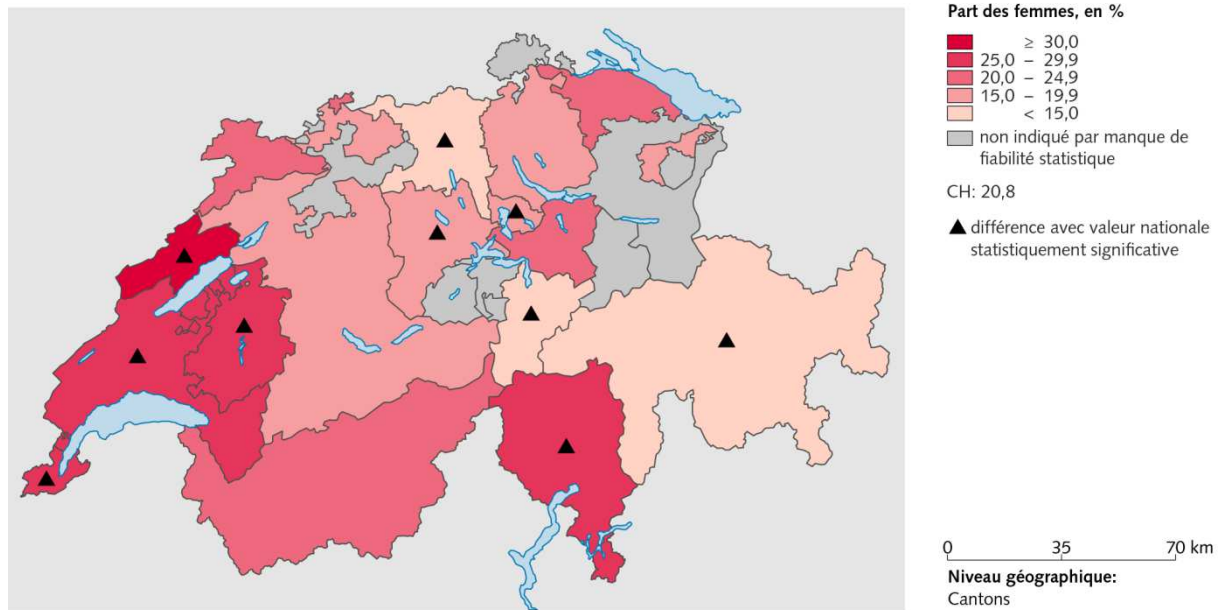 Part des femmes, en %
≥ 30,0
25,0 – 29,9
20,0 – 24,9
15,0 – 19,9
< 15,0
non indiqué par manque de
fiabilité statistique
CH: 20,8
différence avec valeur nationale
statistiquement significative
0 35 70 km
Niveau géographique:
Cantons